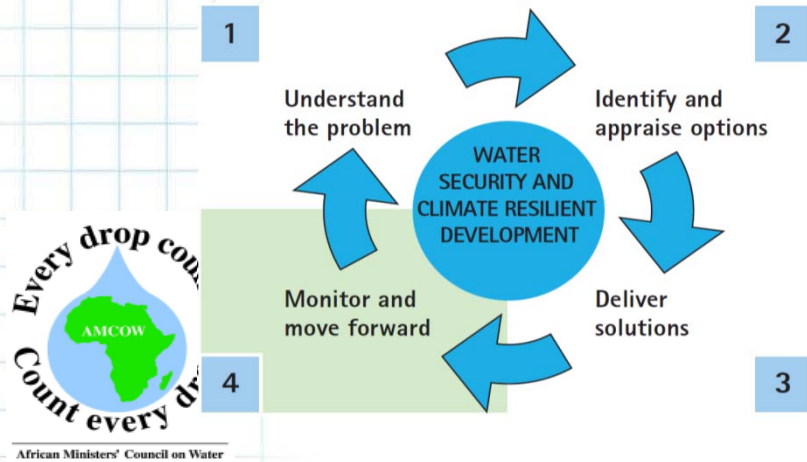 1
2
Understand
the problem
Identify and
appraise options
WATER
SECURITY AND
CLIMATE RESILIENT
DEVELOPMENT
Monitor and
move forward
Deliver
solutions
4
3
Every drop
AMCOW
Count every
African Ministers' Council on Water